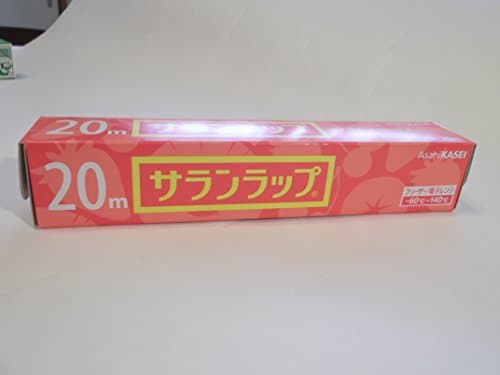 20m
AsahiKASEI
20m
サランラップ®
フリーザー/電子レンジ
-60℃~140℃